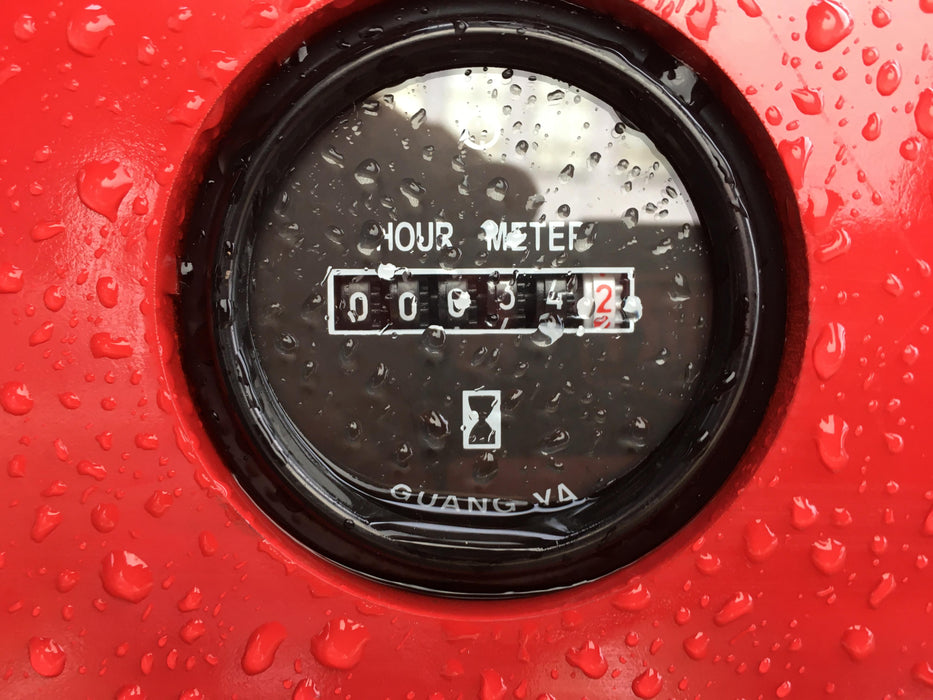 HOUR METER
000342
GUANG YA